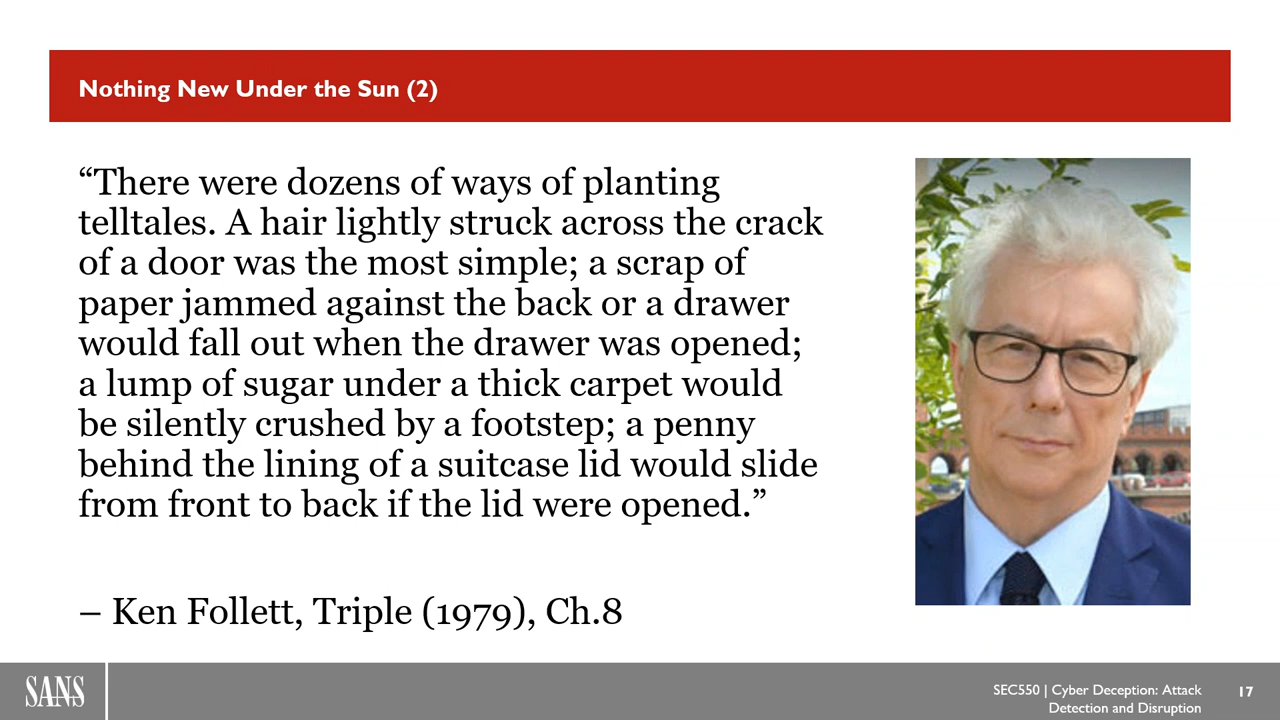 Nothing New Under the Sun (2)
“There were dozens of ways of planting
telltales. A hair lightly struck across the crack
of a door was the most simple; a scrap of
paper jammed against the back or a drawer
would fall out when the drawer was opened;
a lump of sugar under a thick carpet would
be silently crushed by a footstep; a penny
behind the lining of a suitcase lid would slide
from front to back if the lid were opened.”
– Ken Follett, Triple (1979), Ch.8
SANS
SEC550 | Cyber Deception: Attack
Detection and Disruption
17